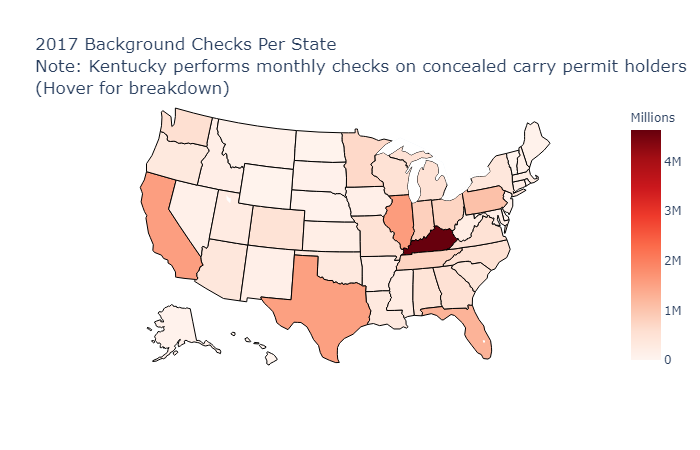 2017 Background Checks Per State
Note: Kentucky performs monthly checks on concealed carry permit holders
(Hover for breakdown)
Millions
4M
3M
2M
1M
0